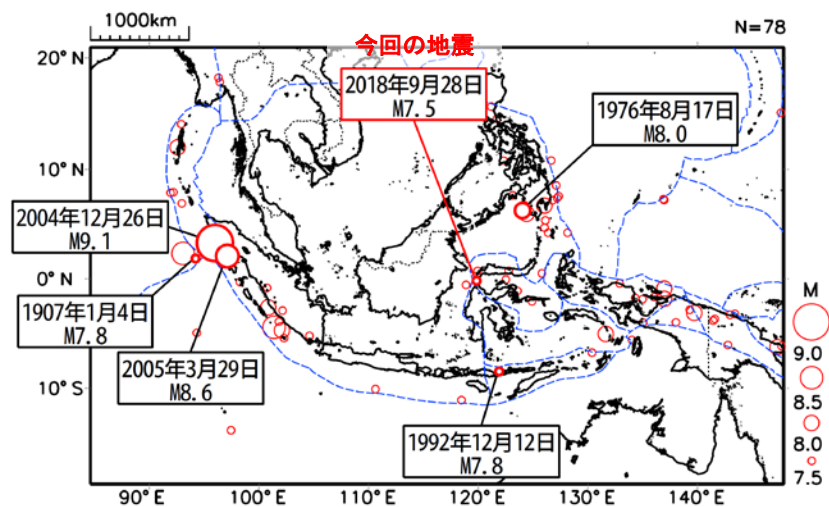 1000km
今回の地震
N=78
20°N
2018年9月28日
M7.5
1976年8月17日
M8.0
10°N
2004年12月26日
M9.1
0°N
1907年1月4日
M7.8
2005年3月29日
M8.6
10°S
1992年12月12日
M7.8
M
9.0
8.5
8.0
7.5
90°E
100°E
110°E
120°E
130°E
140°E